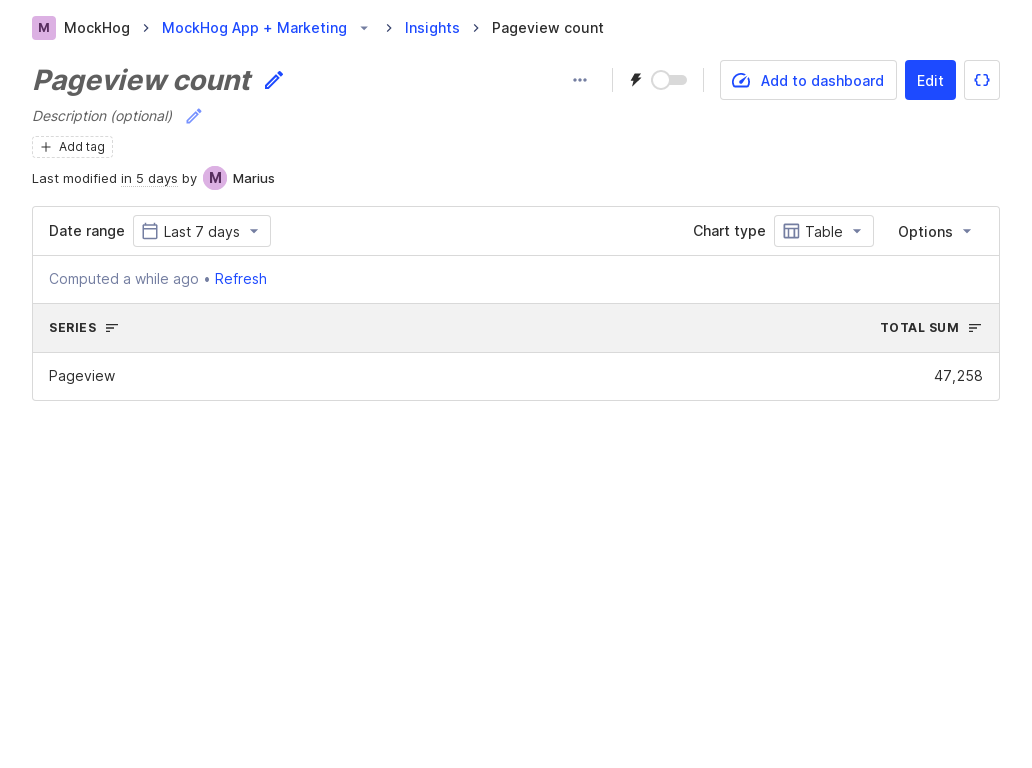 M MockHog MockHog App + Marketing Insights Pageview count
Pageview count
Add to dashboard Edit {}
Description (optional)
Add tag
Last modified in 5 days by M Marius
Date range Last 7 days Chart type Table Options
Computed a while ago • Refresh
SERIES TOTAL SUM
Pageview 47,258